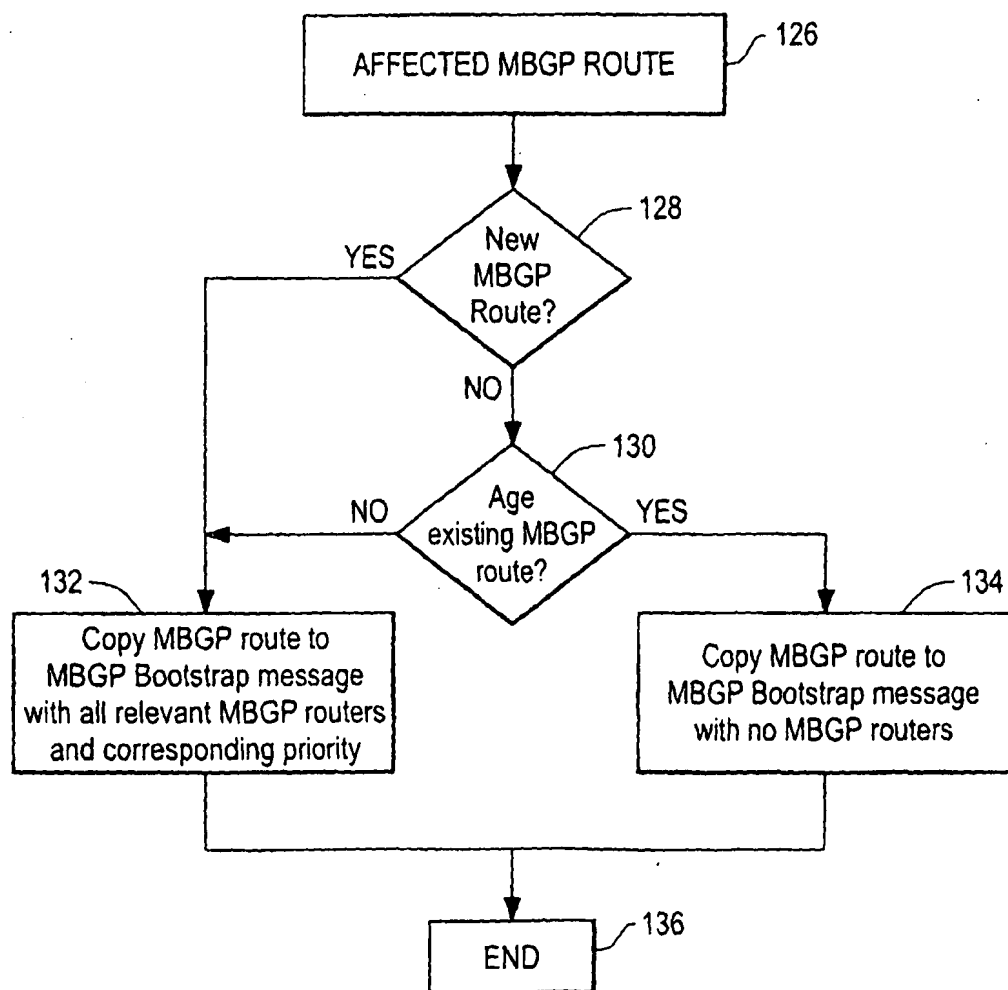 AFFECTED MBGP ROUTE
126
128
New
MBGP
Route?
YES
NO
130
Age
existing MBGP
route?
NO
YES
132
Copy MBGP route to
MBGP Bootstrap message
with all relevant MBGP routers
and corresponding priority
134
Copy MBGP route to
MBGP Bootstrap message
with no MBGP routers
END
136